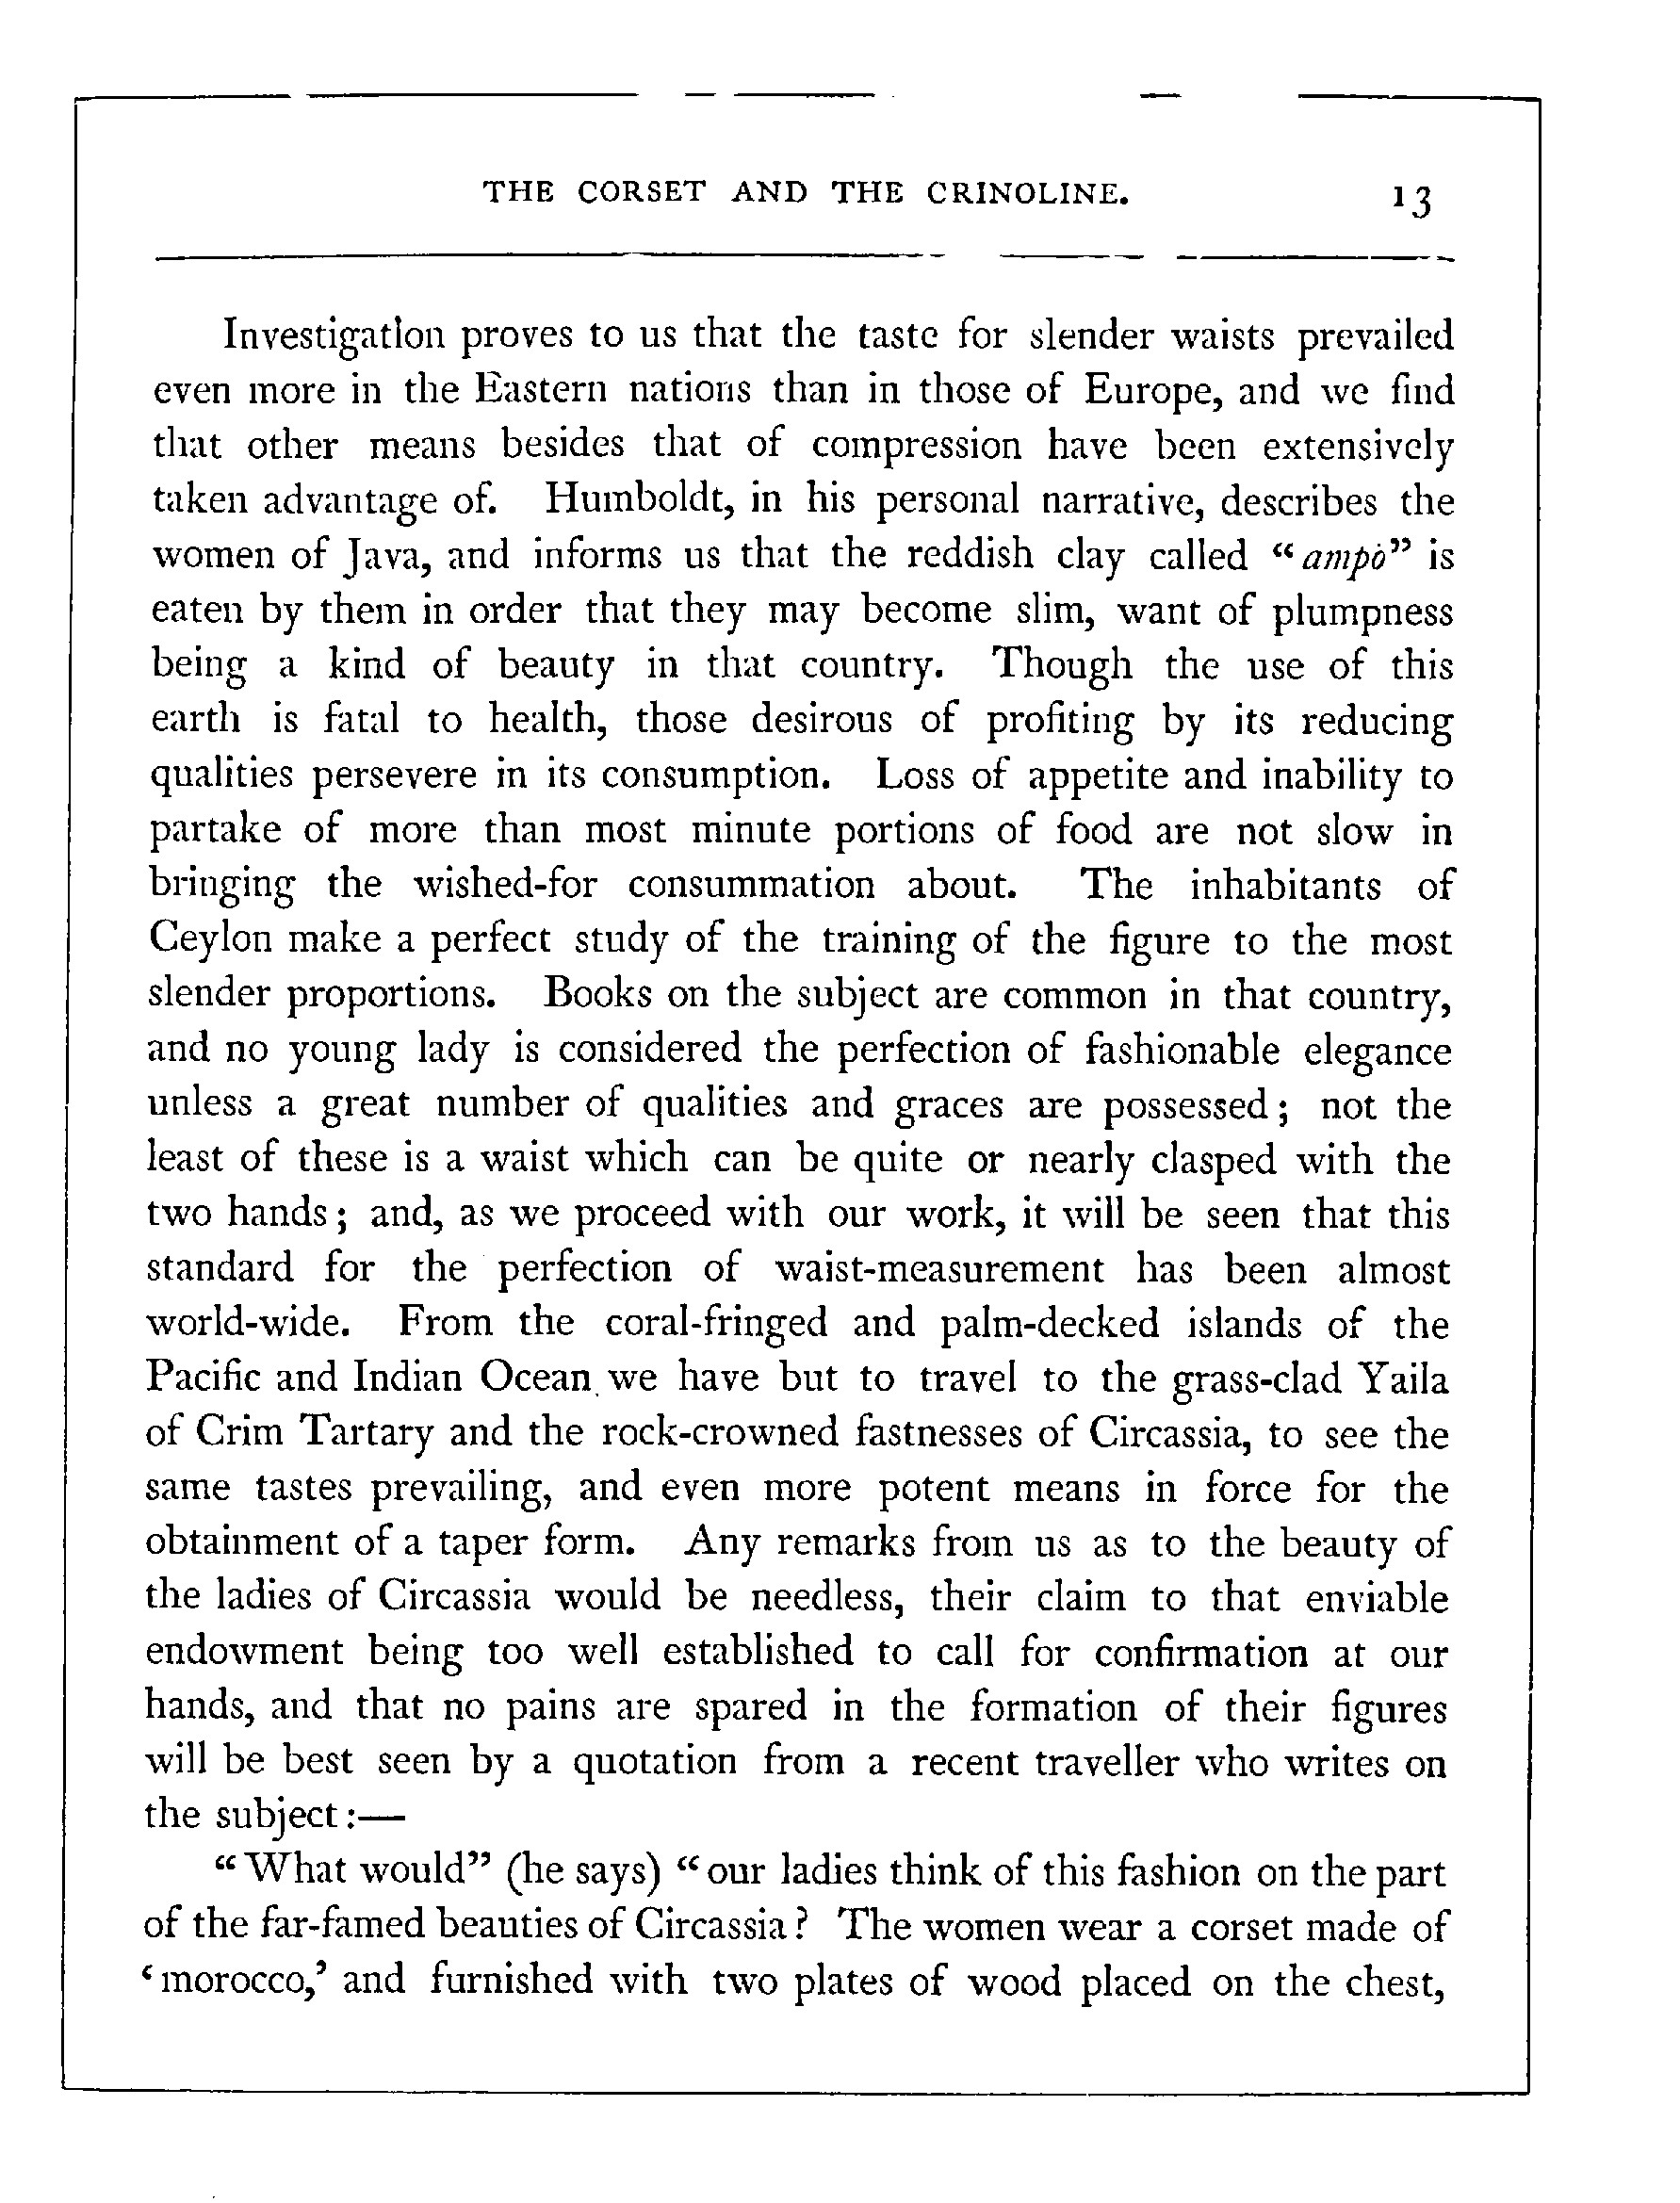 THE CORSET AND THE CRINOLINE. 13
Investigation proves to us that the taste for slender waists prevailed
even more in the Eastern nations than in those of Europe, and we find
that other means besides that of compression have been extensively
taken advantage of. Humboldt, in his personal narrative, describes the
women of Java, and informs us that the reddish clay called “ampò” is
eaten by them in order that they may become slim, want of plumpness
being a kind of beauty in that country. Though the use of this
earth is fatal to health, those desirous of profiting by its reducing
qualities persevere in its consumption. Loss of appetite and inability to
partake of more than most minute portions of food are not slow in
bringing the wished-for consummation about. The inhabitants of
Ceylon make a perfect study of the training of the figure to the most
slender proportions. Books on the subject are common in that country,
and no young lady is considered the perfection of fashionable elegance
unless a great number of qualities and graces are possessed; not the
least of these is a waist which can be quite or nearly clasped with the
two hands; and, as we proceed with our work, it will be seen that this
standard for the perfection of waist-measurement has been almost
world-wide. From the coral-fringed and palm-decked islands of the
Pacific and Indian Ocean we have but to travel to the grass-clad Yaila
of Crim Tartary and the rock-crowned fastnesses of Circassia, to see the
same tastes prevailing, and even more potent means in force for the
obtainment of a taper form. Any remarks from us as to the beauty of
the ladies of Circassia would be needless, their claim to that enviable
endowment being too well established to call for confirmation at our
hands, and that no pains are spared in the formation of their figures
will be best seen by a quotation from a recent traveller who writes on
the subject:—
“What would” (he says) “our ladies think of this fashion on the part
of the far-famed beauties of Circassia? The women wear a corset made of
‘morocco,’ and furnished with two plates of wood placed on the chest,